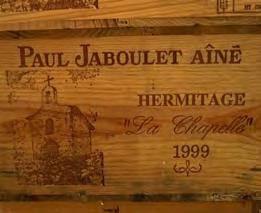 PAUL JABOULET AÎNÉ
HERMITAGE
"La Chapelle"
1999